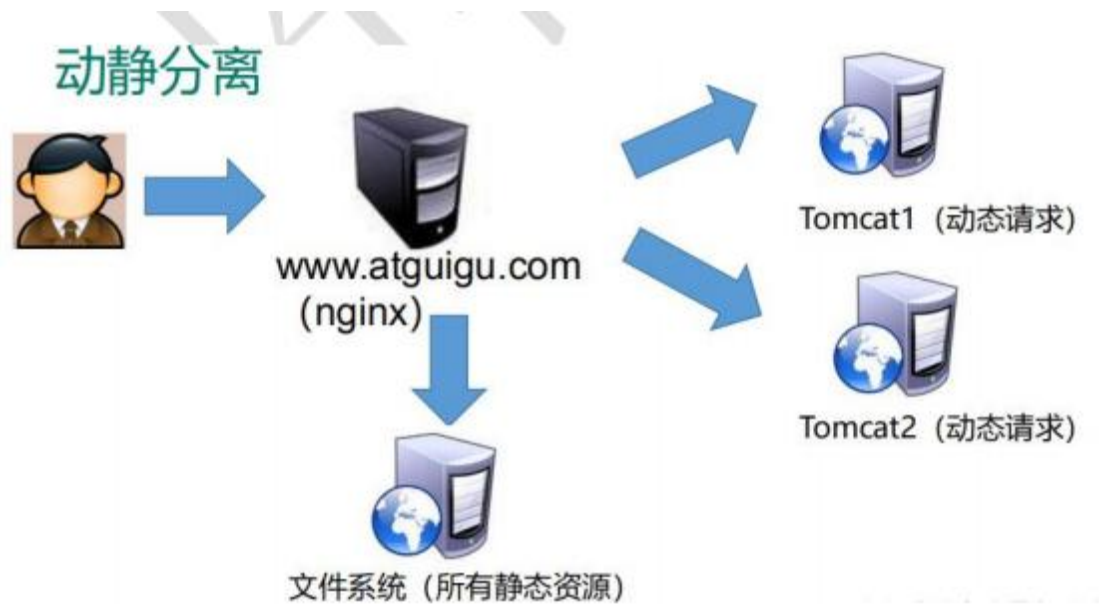 动静分离
www.atguigu.com
(nginx)
Tomcat1（动态请求）
Tomcat2（动态请求）
文件系统（所有静态资源）